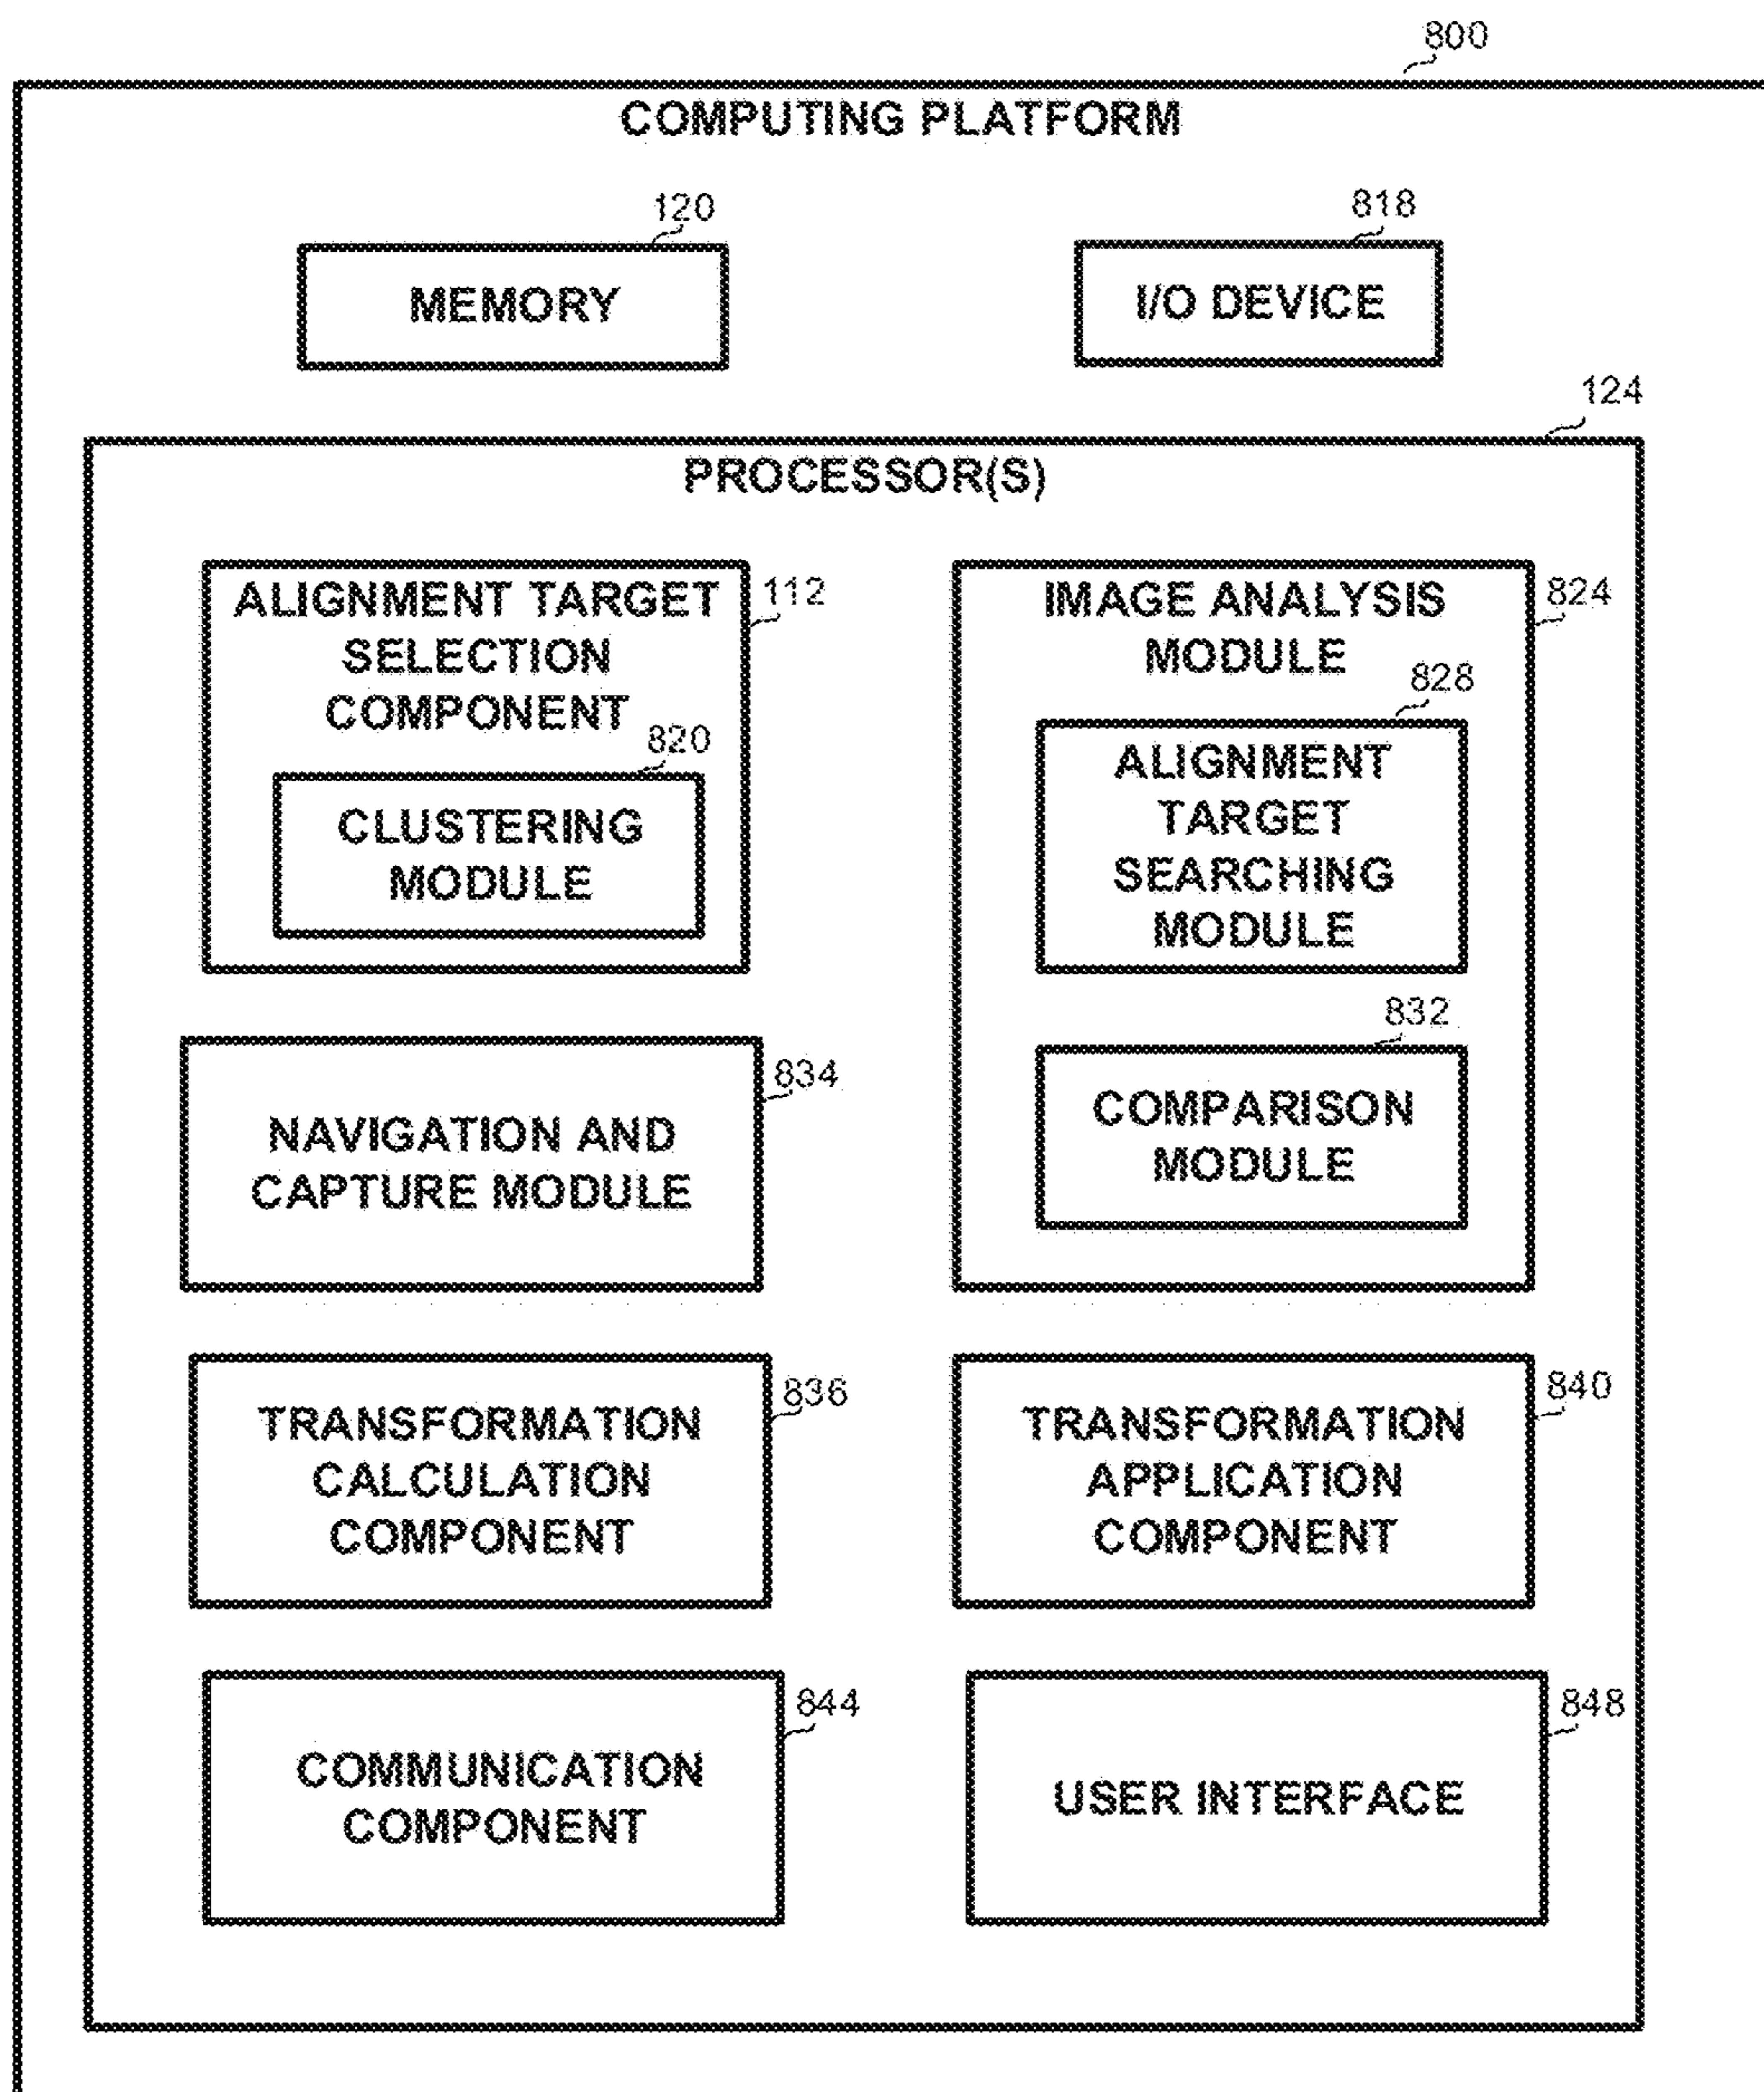 800
COMPUTING PLATFORM
120
MEMORY
818
I/O DEVICE
124
PROCESSOR(S)
112
ALIGNMENT TARGET
SELECTION
COMPONENT
820
CLUSTERING
MODULE
824
IMAGE ANALYSIS
MODULE
828
ALIGNMENT
TARGET
SEARCHING
MODULE
832
COMPARISON
MODULE
834
NAVIGATION AND
CAPTURE MODULE
836
TRANSFORMATION
CALCULATION
COMPONENT
840
TRANSFORMATION
APPLICATION
COMPONENT
844
COMMUNICATION
COMPONENT
848
USER INTERFACE